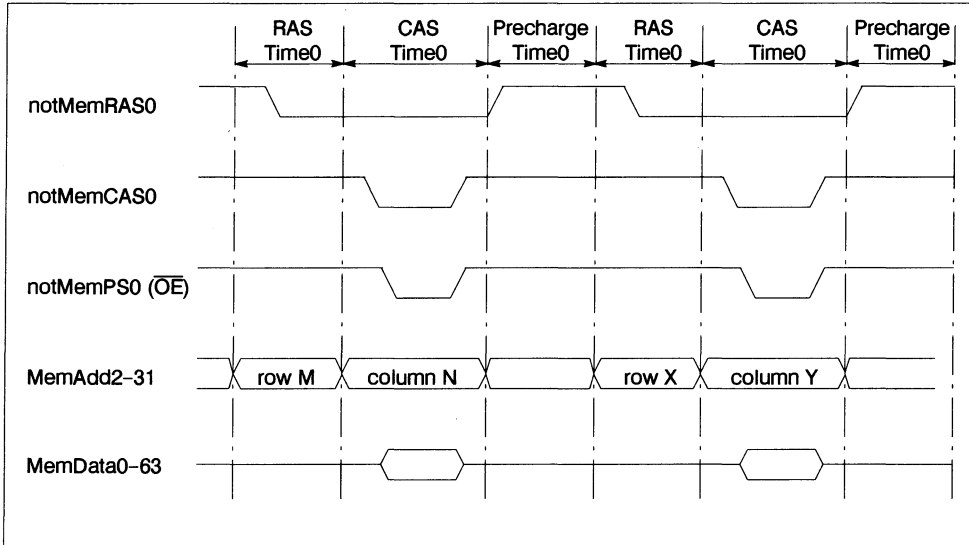 RAS CAS Precharge RAS CAS Precharge
Time0 Time0 Time0 Time0 Time0 Time0
notMemRAS0
notMemCAS0
notMemPS0 (OE)
MemAdd2–31 row M column N row X column Y
MemData0–63